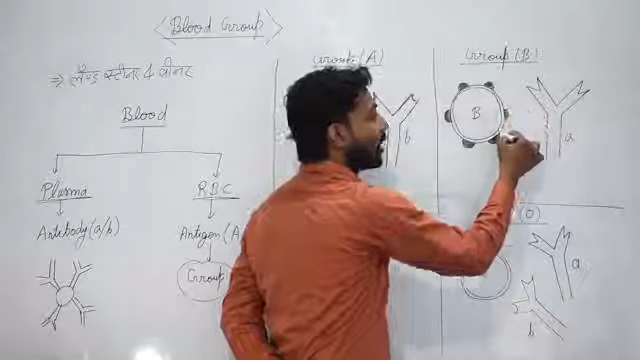 <Blood Group>
⇒ लैण्ड स्टीनर 4 वीनर
Blood
Plasma
RBC
Antibody (a/b)
Antigen (A
Group
Group (A)
b
Group (B)
B
a
(O)
a
b